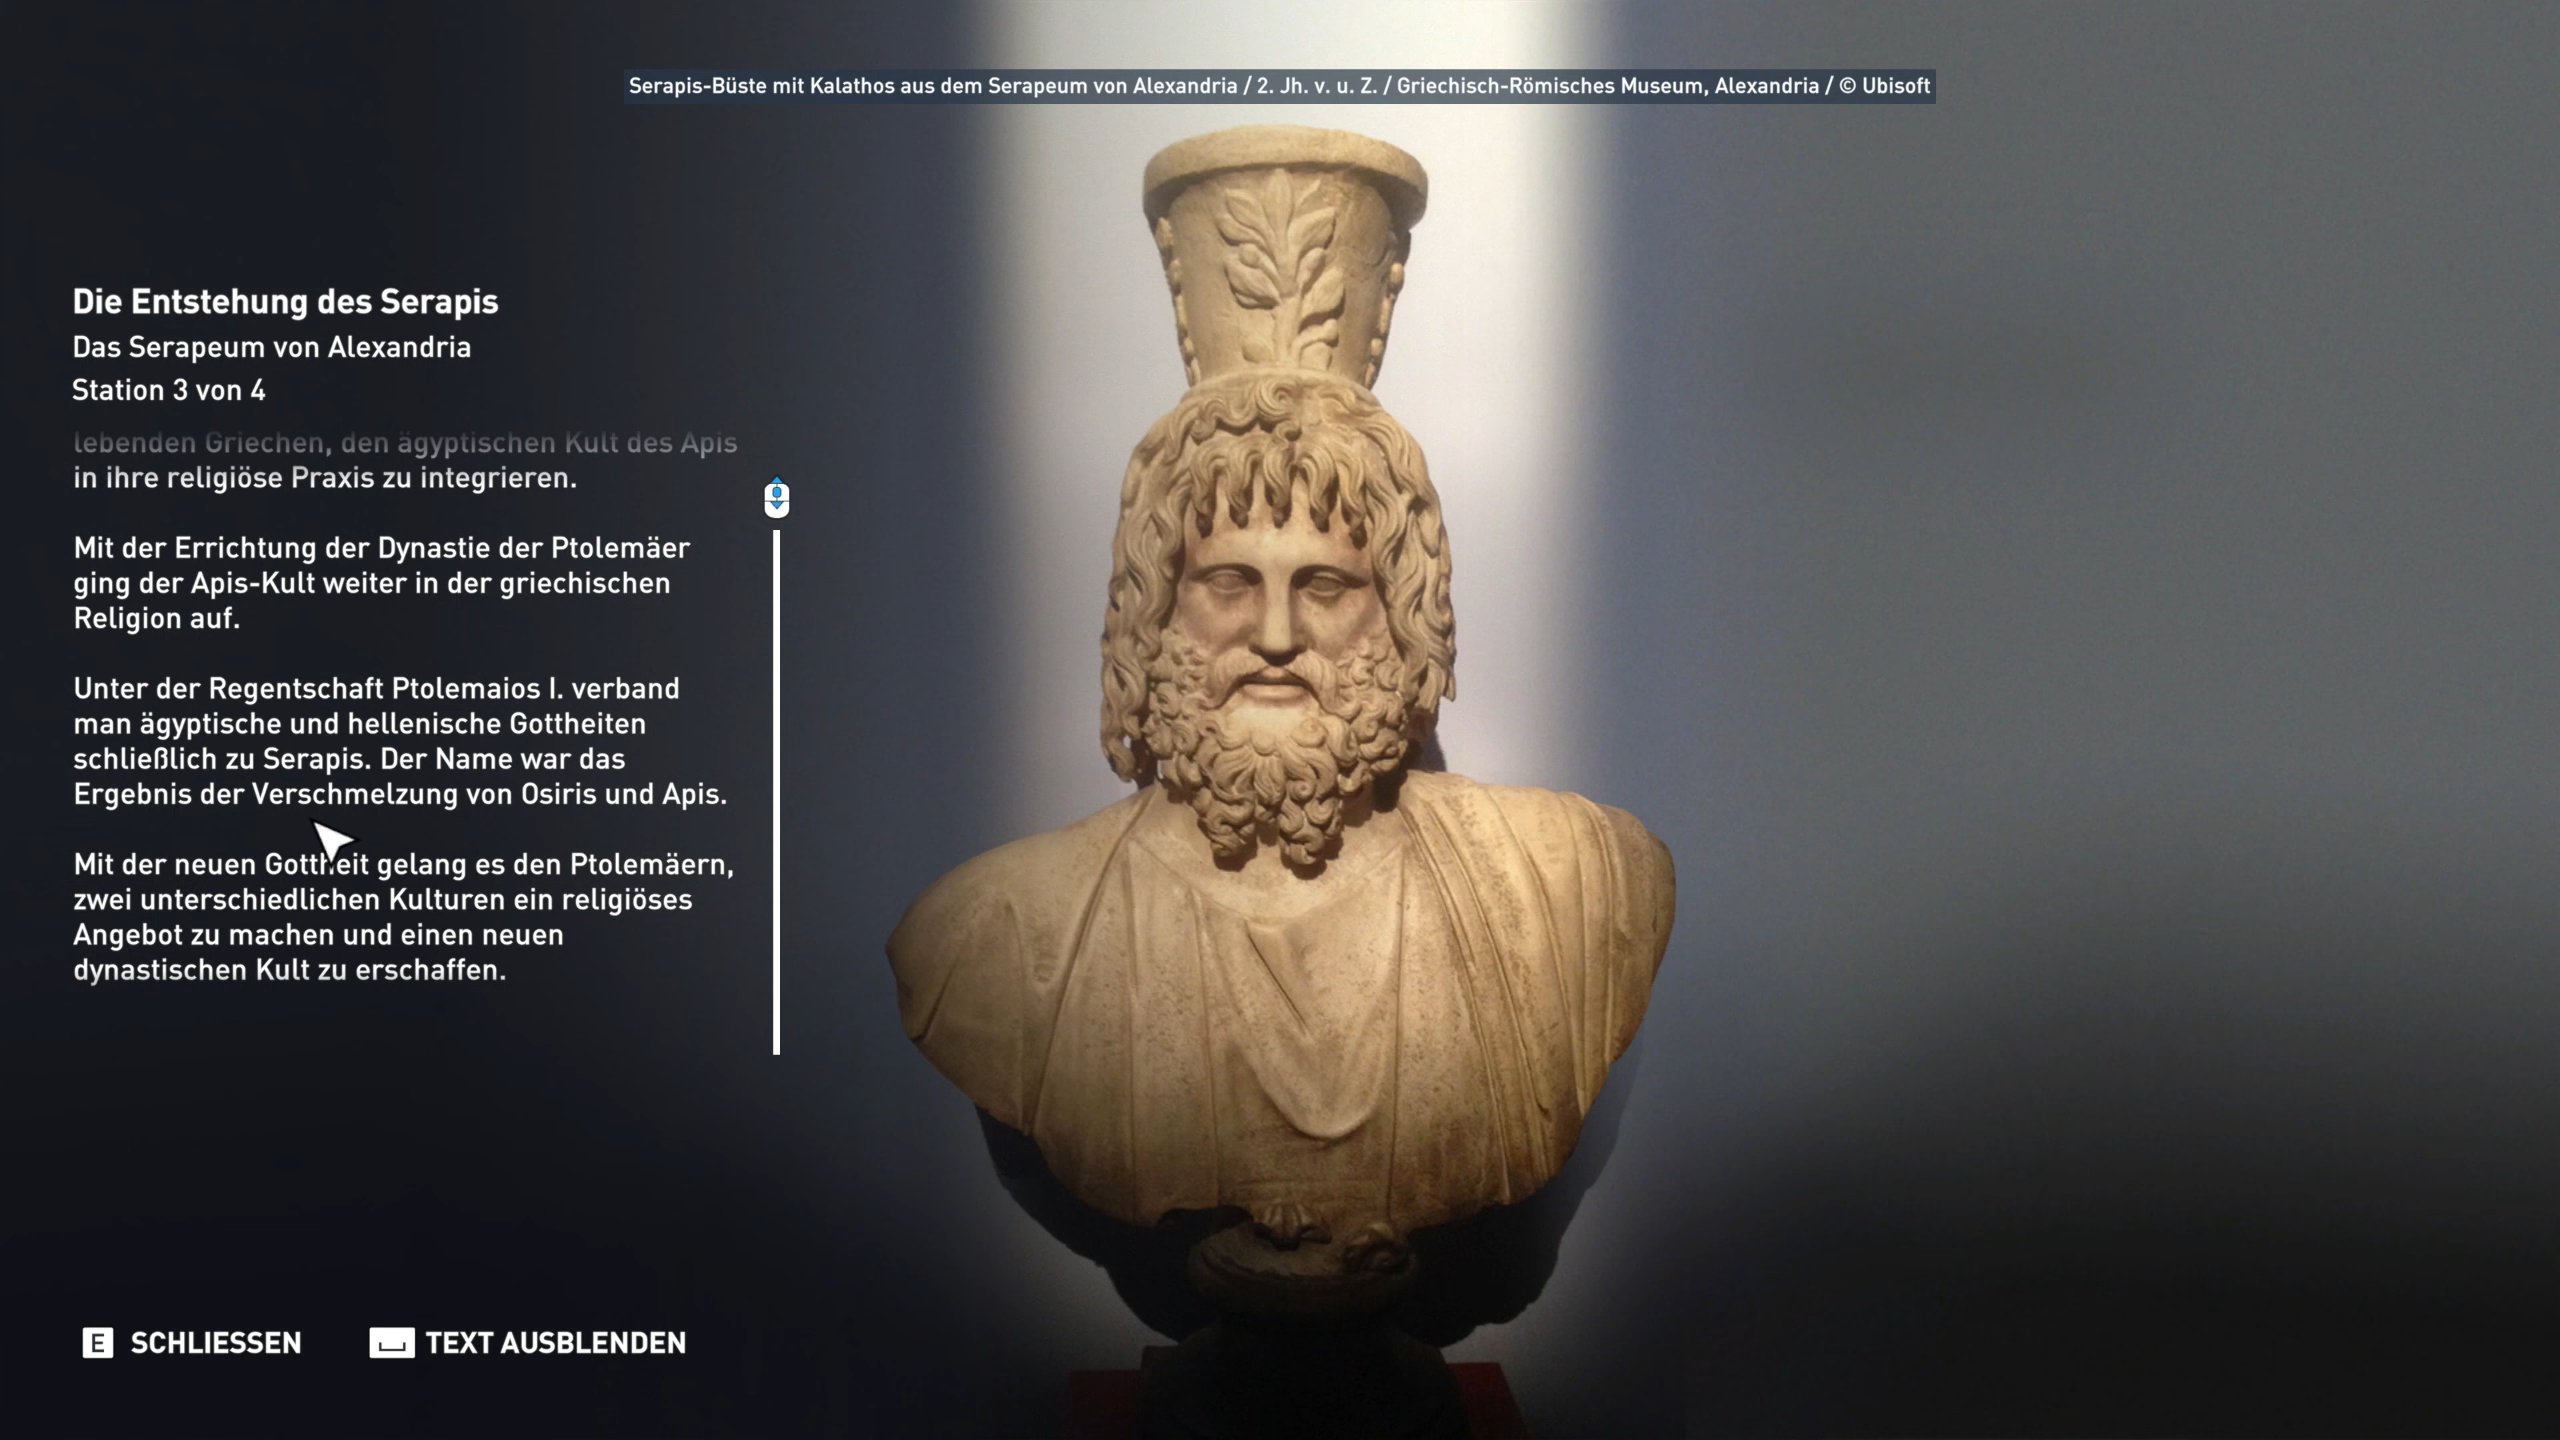 Serapis-Büste mit Kalathos aus dem Serapeum von Alexandria / 2. Jh. v. u. Z. / Griechisch-Römisches Museum, Alexandria / © Ubisoft
Die Entstehung des Serapis
Das Serapeum von Alexandria
Station 3 von 4
lebenden Griechen, den ägyptischen Kult des Apis
in ihre religiöse Praxis zu integrieren.
Mit der Errichtung der Dynastie der Ptolemäer
ging der Apis-Kult weiter in der griechischen
Religion auf.
Unter der Regentschaft Ptolemaios I. verband
man ägyptische und hellenische Gottheiten
schließlich zu Serapis. Der Name war das
Ergebnis der Verschmelzung von Osiris und Apis.
Mit der neuen Gottheit gelang es den Ptolemäern,
zwei unterschiedlichen Kulturen ein religiöses
Angebot zu machen und einen neuen
dynastischen Kult zu erschaffen.
E SCHLIESSEN TEXT AUSBLENDEN